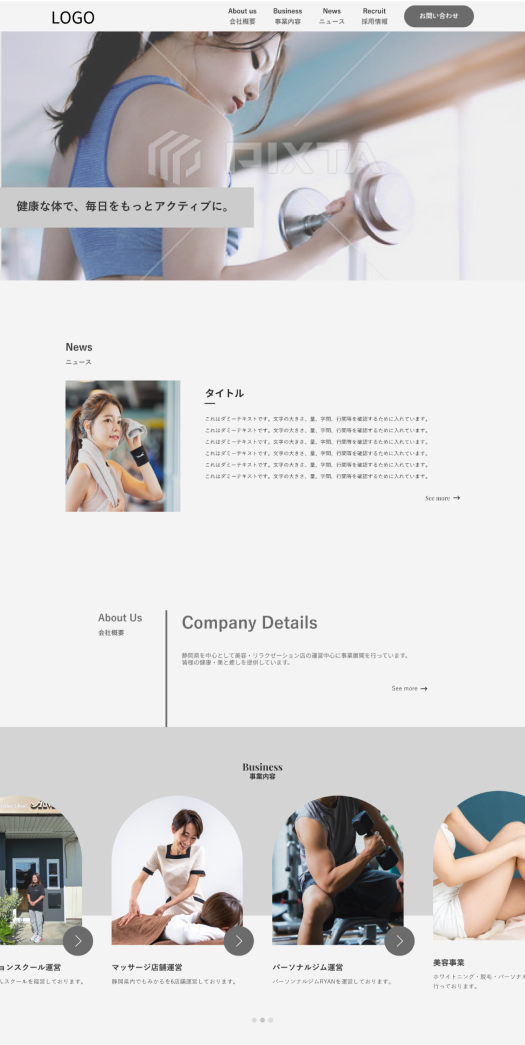 LOGO
About us
会社概要
Business
事業内容
News
ニュース
Recruit
採用情報
お問い合わせ
PIXTA
健康な体で、毎日をもっとアクティブに。
News
ニュース
タイトル
これはダミーテキストです。文字の大きさ、量、字間、行間等を確認するために入れています。
これはダミーテキストです。文字の大きさ、量、字間、行間等を確認するために入れています。
これはダミーテキストです。文字の大きさ、量、字間、行間等を確認するために入れています。
これはダミーテキストです。文字の大きさ、量、字間、行間等を確認するために入れています。
これはダミーテキストです。文字の大きさ、量、字間、行間等を確認するために入れています。
これはダミーテキストです。文字の大きさ、量、字間、行間等を確認するために入れています。
See more →
About Us
会社概要
Company Details
静岡県を中心として美容・リラクゼーション店の運営中心に事業展開を行っています。
皆様の健康・美と癒しを提供しています。
See more →
Business
事業内容
ョンスクール運営
んスクールを経営しております。
マッサージ店舗運営
静岡県内でもみかるを6店舗運営しております。
パーソナルジム運営
パーソンナルジムRYANを運営しております。
美容事業
ホワイトニング・脱毛・パーソナル
行っております。